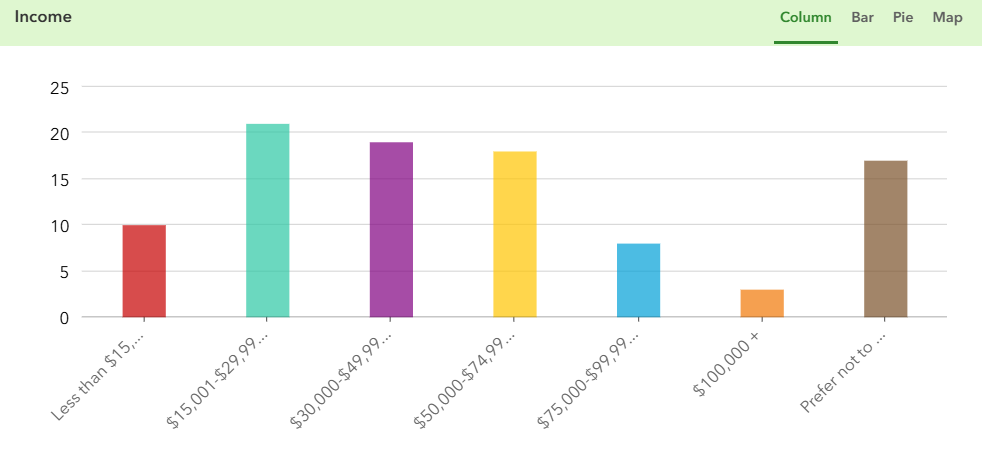 Income
Column Bar Pie Map
25
20
15
10
5
0
Less than $15,...
$15,001-$29,99...
$30,000-$49,99...
$50,000-$74,99...
$75,000-$99,99...
$100,000 +
Prefer not to ...